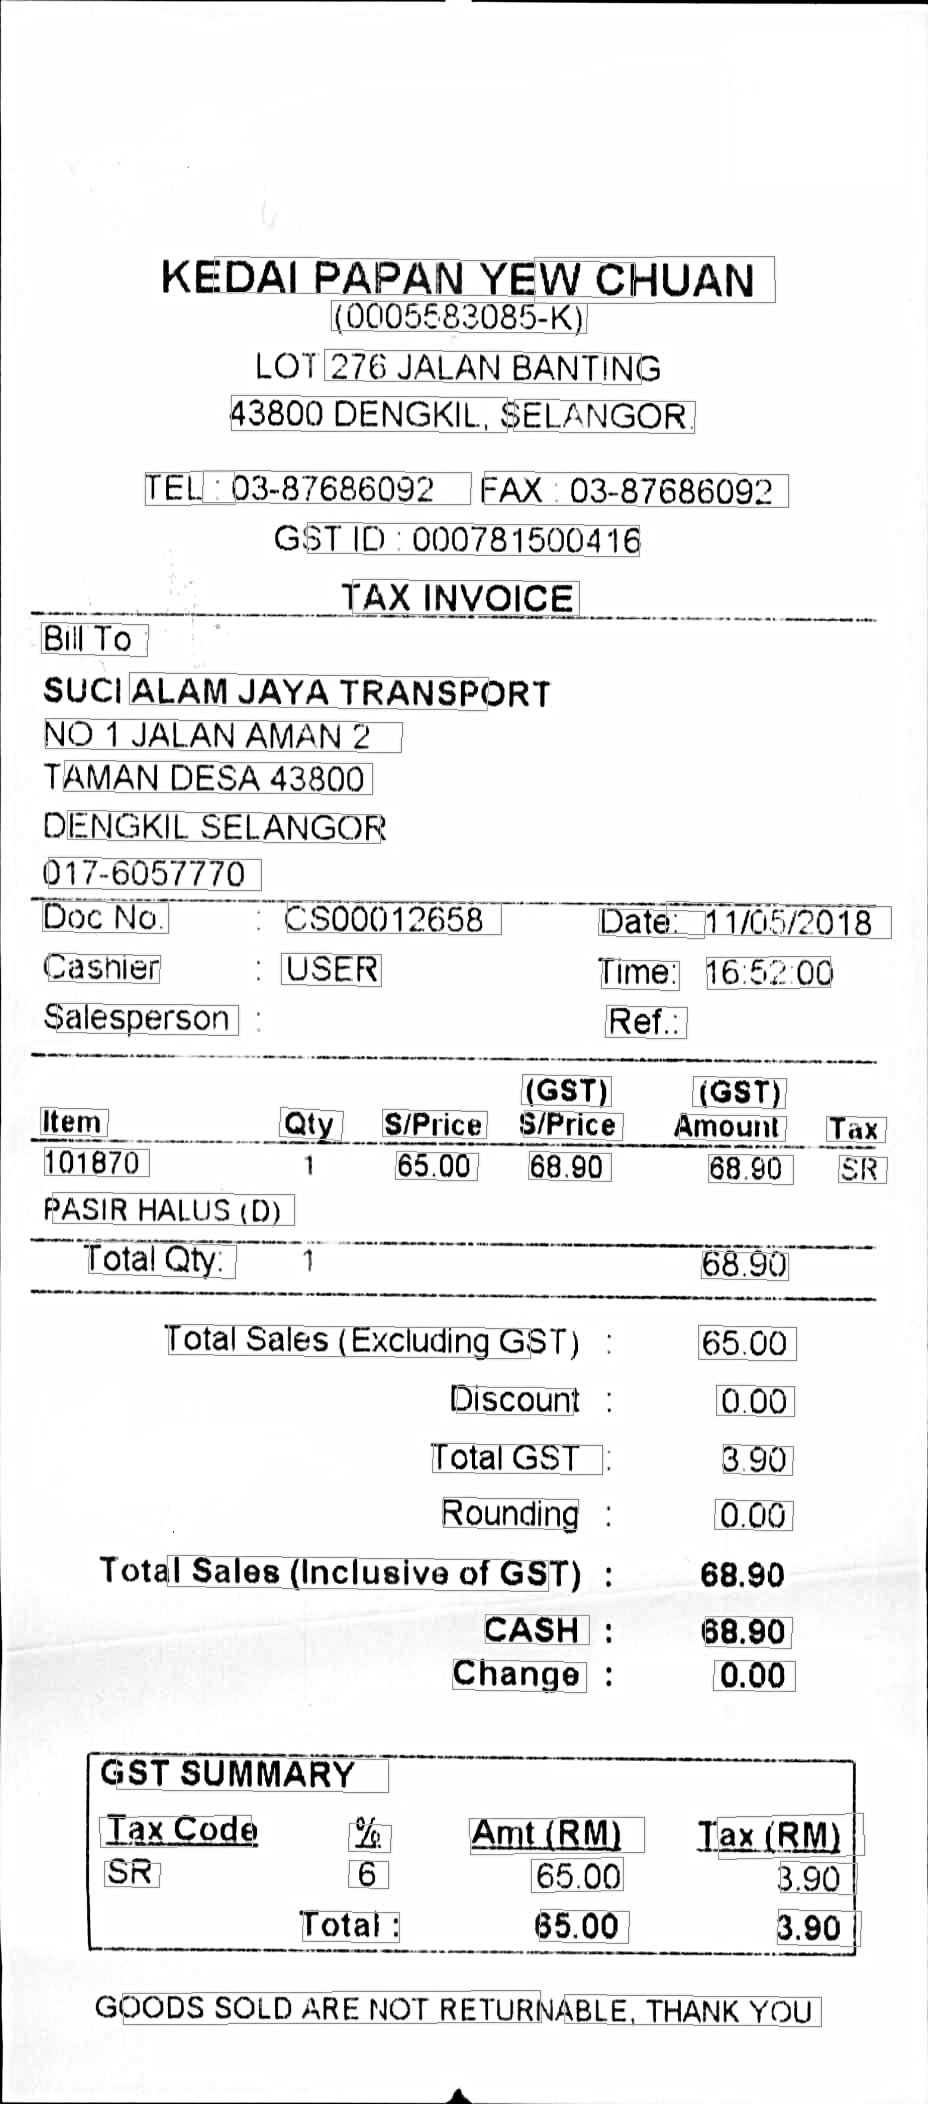 KEDAI PAPAN YEW CHUAN
(0005583085-K)
LOT 276 JALAN BANTING
43800 DENGKIL, SELANGOR.
TEL : 03-87686092 FAX : 03-87686092
GST ID : 000781500416
TAX INVOICE
Bill To
SUCI ALAM JAYA TRANSPORT
NO 1 JALAN AMAN 2
TAMAN DESA 43800
DENGKIL SELANGOR
017-6057770
Doc No. : CS00012658 Date: 11/05/2018
Cashier : USER Time: 16:52:00
Salesperson : Ref.:
(GST) (GST)
Item Qty S/Price S/Price Amount Tax
101870 1 65.00 68.90 68.90 SR
PASIR HALUS (D)
Total Qty: 1 68.90
Total Sales (Excluding GST) : 65.00
Discount : 0.00
Total GST : 3.90
Rounding : 0.00
Total Sales (Inclusive of GST) : 68.90
CASH : 68.90
Change : 0.00
GST SUMMARY
Tax Code % Amt (RM) Tax (RM)
SR 6 65.00 3.90
Total : 65.00 3.90
GOODS SOLD ARE NOT RETURNABLE, THANK YOU